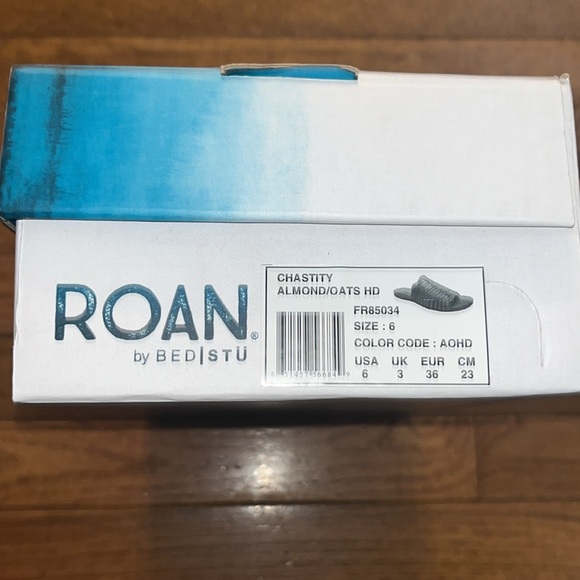 ROAN®
by BED|STÜ
CHASTITY
ALMOND/OATS HD
FR85034
SIZE : 6
COLOR CODE : AOHD
USA UK EUR CM
6 3 36 23